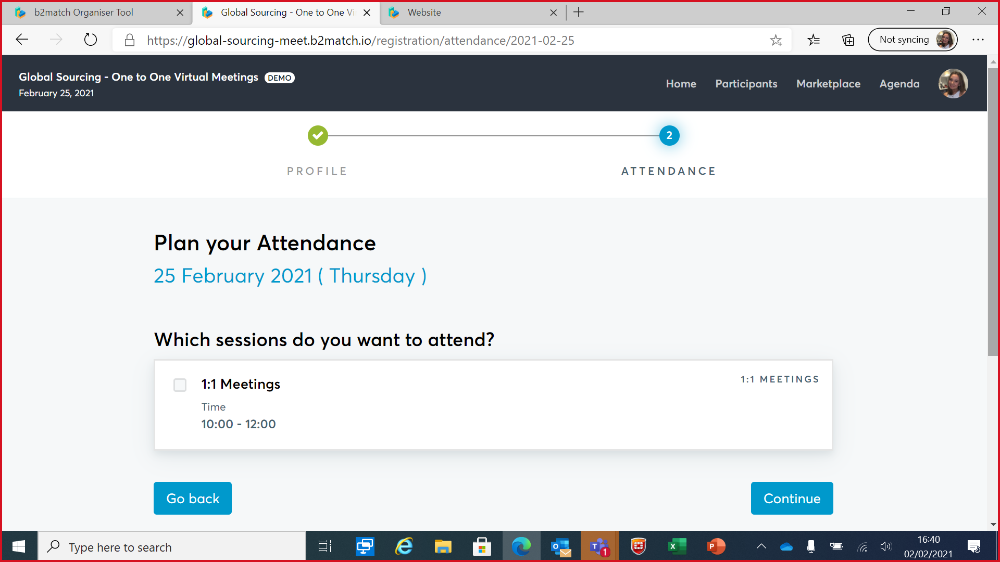 b2match Organiser Tool
Global Sourcing - One to One Vi
Website
https://global-sourcing-meet.b2match.io/registration/attendance/2021-02-25
Not syncing
Global Sourcing - One to One Virtual Meetings DEMO
February 25, 2021
Home
Participants
Marketplace
Agenda
2
PROFILE
ATTENDANCE
Plan your Attendance
25 February 2021 ( Thursday )
Which sessions do you want to attend?
1:1 Meetings
1:1 MEETINGS
Time
10:00 - 12:00
Go back
Continue
Type here to search
1
16:40
02/02/2021